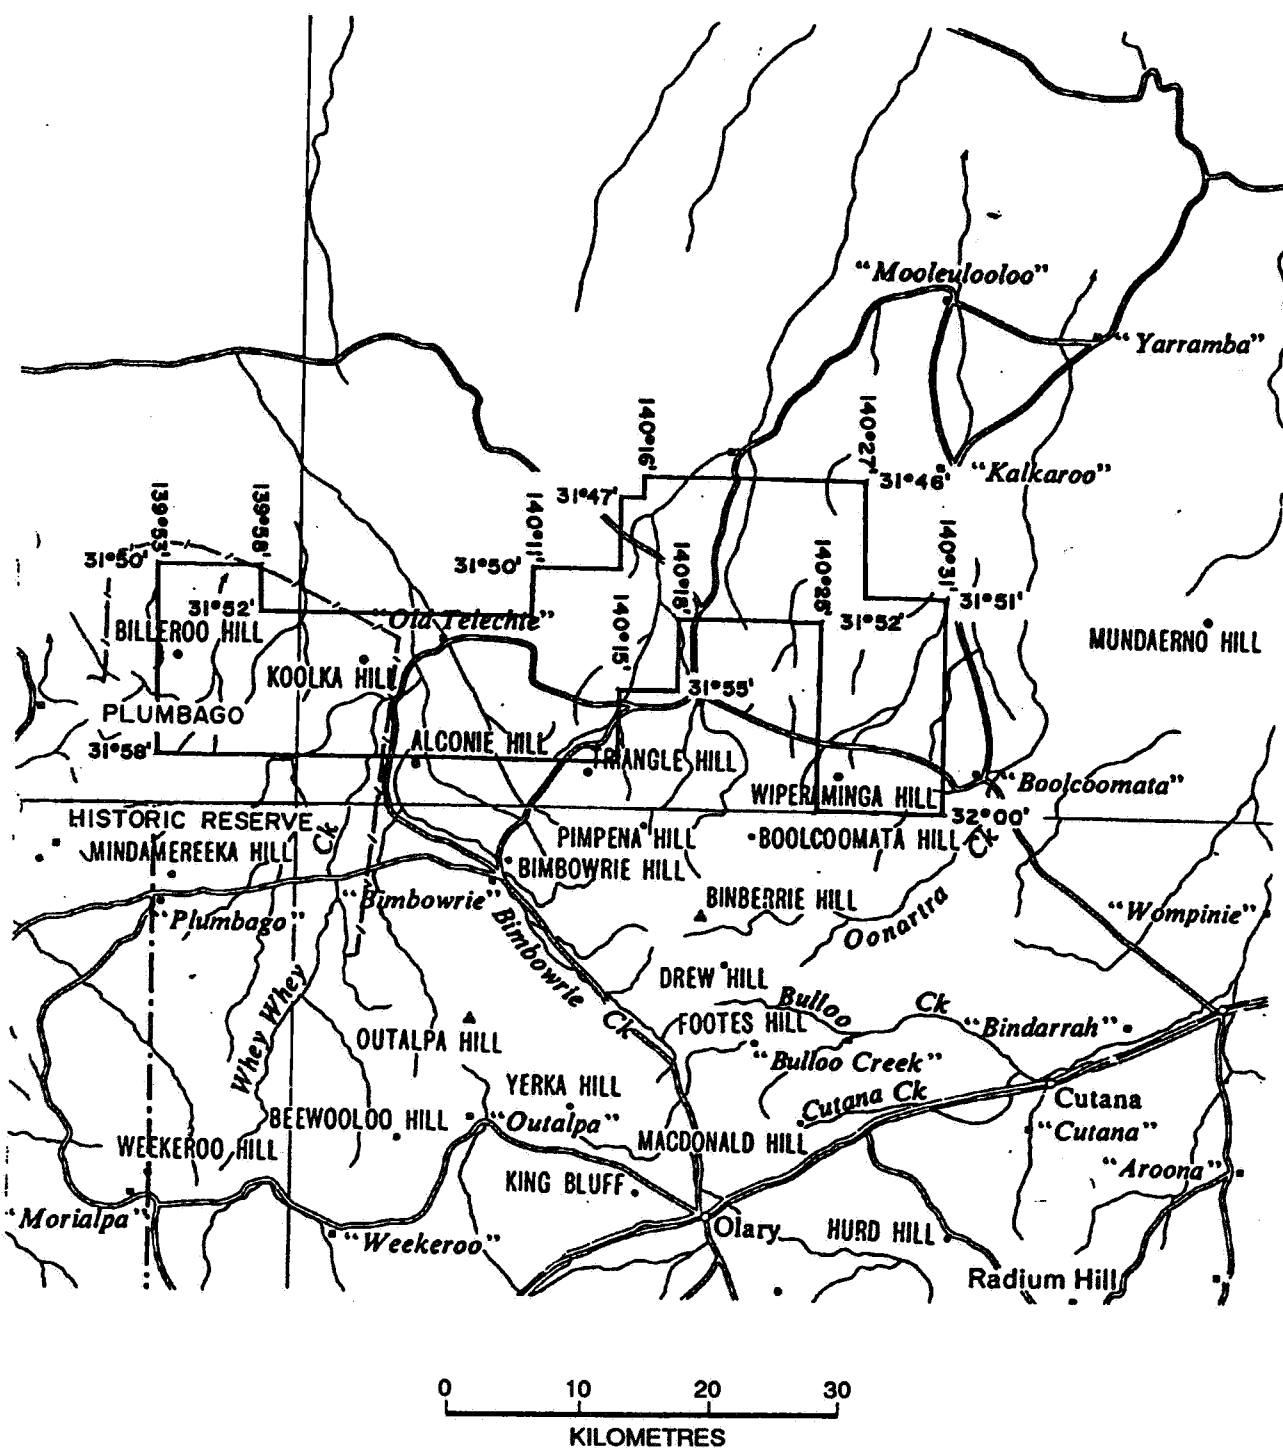 "Mooleulooloo"
"Yarramba"
140°16'
140°27'
31°46'
"Kalkaroo"
139°53'
139°58'
140°11'
31°47'
140°31'
31°50'
31°50'
140°18'
140°25'
31°52'
"Old Telechie"
140°15'
31°52'
31°51'
BILLEROO HILL
MUNDAERNO HILL
KOOLKA HILL
31°55'
PLUMBAGO
31°58'
ALCONIE HILL
TRIANGLE HILL
WIPERAMINGA HILL
"Boolcoomata"
HISTORIC RESERVE
Ck
PIMPENA HILL
BOOLCOOMATA HILL
32°00'
Ck
MINDAMEREEKA HILL
BIMBOWRIE HILL
"Bimbowrie"
BINBERRIE HILL
"Plumbago"
Oonartra
"Wompinie"
Bimbowrie
Ck
DREW HILL
Whey Whey
Bulloo
Ck
FOOTES HILL
"Bindarrah"
OUTALPA HILL
"Bulloo Creek"
YERKA HILL
Cutana Ck
Cutana
BEEWOOLOO HILL
"Outalpa"
"Cutana"
WEEKEROO HILL
MACDONALD HILL
"Aroona"
KING BLUFF
"Morialpa"
"Weekeroo"
Olary
HURD HILL
Radium Hill
0 10 20 30
KILOMETRES